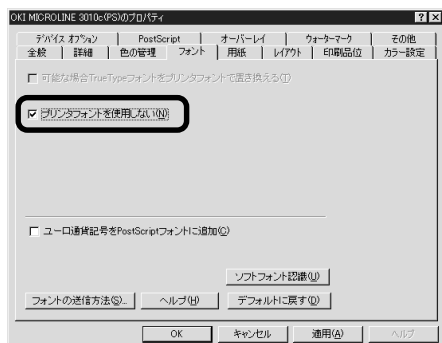 OKI MICROLINE 3010c(PS)のプロパティ
デバイス オプション PostScript オーバーレイ ウォーターマーク その他
全般 詳細 色の管理 フォント 用紙 レイアウト 印刷品位 カラー設定
可能な場合TrueTypeフォントをプリンタフォントで置き換える(T)
プリンタフォントを使用しない(N)
ユーロ通貨記号をPostScriptフォントに追加(C)
ソフトフォント認識(U)
フォントの送信方法(S)... ヘルプ(H) デフォルトに戻す(D)
OK キャンセル 適用(A) ヘルプ